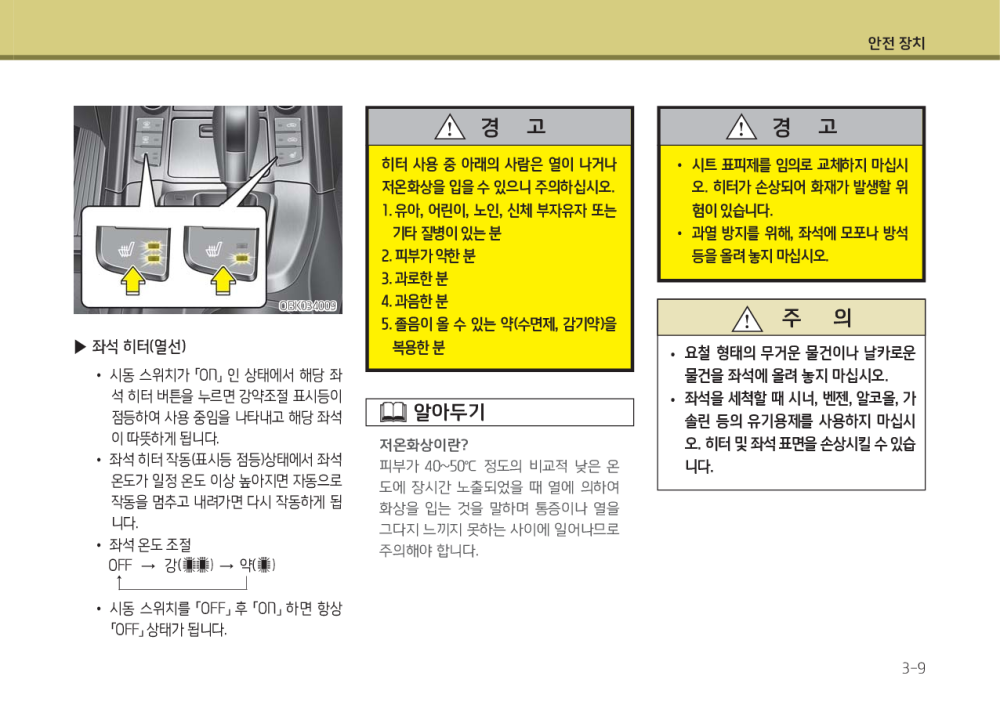 안전 장치
OBK034009
▶ 좌석 히터(열선)
• 시동 스위치가 「ON」 인 상태에서 해당 좌
석 히터 버튼을 누르면 강약조절 표시등이
점등하여 사용 중임을 나타내고 해당 좌석
이 따뜻하게 됩니다.
• 좌석 히터 작동(표시등 점등)상태에서 좌석
온도가 일정 온도 이상 높아지면 자동으로
작동을 멈추고 내려가면 다시 작동하게 됩
니다.
• 좌석 온도 조절
OFF → 강( ) → 약( )
• 시동 스위치를 「OFF」 후 「ON」 하면 항상
「OFF」 상태가 됩니다.
경 고
히터 사용 중 아래의 사람은 열이 나거나
저온화상을 입을 수 있으니 주의하십시오.
1. 유아, 어린이, 노인, 신체 부자유자 또는
기타 질병이 있는 분
2. 피부가 약한 분
3. 과로한 분
4. 과음한 분
5. 졸음이 올 수 있는 약(수면제, 감기약)을
복용한 분
알아두기
저온화상이란?
피부가 40~50℃ 정도의 비교적 낮은 온
도에 장시간 노출되었을 때 열에 의하여
화상을 입는 것을 말하며 통증이나 열을
그다지 느끼지 못하는 사이에 일어나므로
주의해야 합니다.
경 고
• 시트 표피제를 임의로 교체하지 마십시
오. 히터가 손상되어 화재가 발생할 위
험이 있습니다.
• 과열 방지를 위해, 좌석에 모포나 방석
등을 올려 놓지 마십시오.
주 의
• 요철 형태의 무거운 물건이나 날카로운
물건을 좌석에 올려 놓지 마십시오.
• 좌석을 세척할 때 시너, 벤젠, 알코올, 가
솔린 등의 유기용제를 사용하지 마십시
오. 히터 및 좌석 표면을 손상시킬 수 있습
니다.
3-9